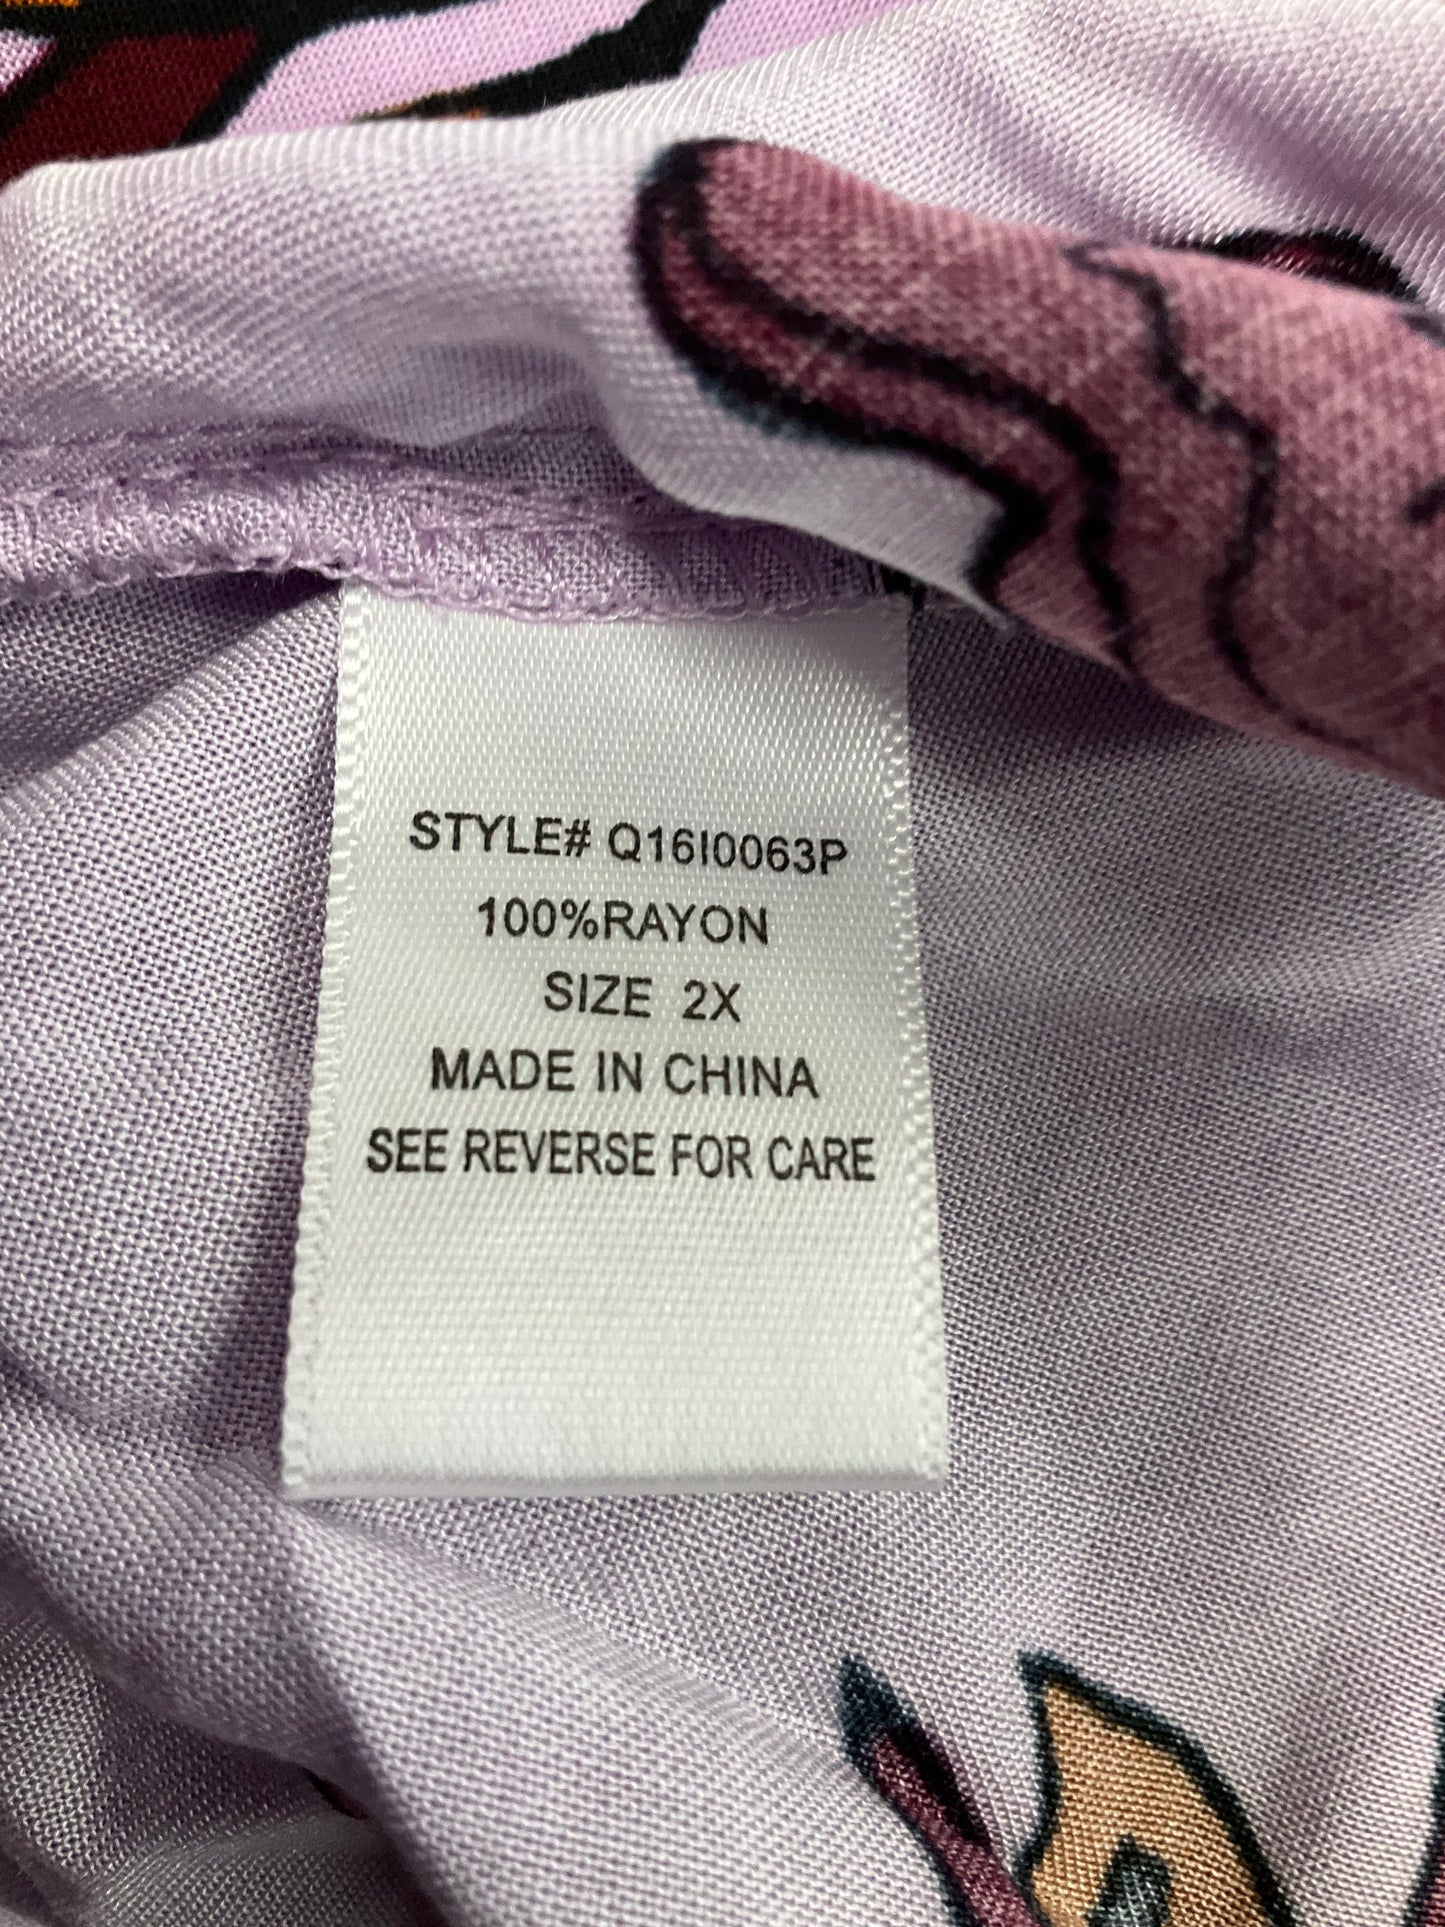 STYLE# Q16I0063P
100%RAYON
SIZE 2X
MADE IN CHINA
SEE REVERSE FOR CARE